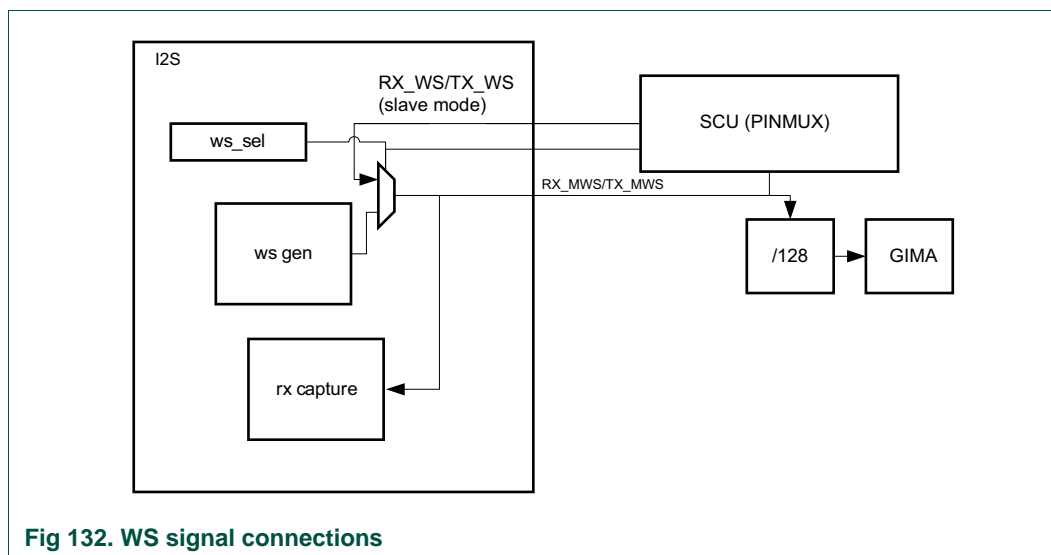 I2S
RX_WS/TX_WS
(slave mode)
SCU (PINMUX)
ws_sel
RX_MWS/TX_MWS
ws gen
/128
GIMA
rx capture
Fig 132. WS signal connections